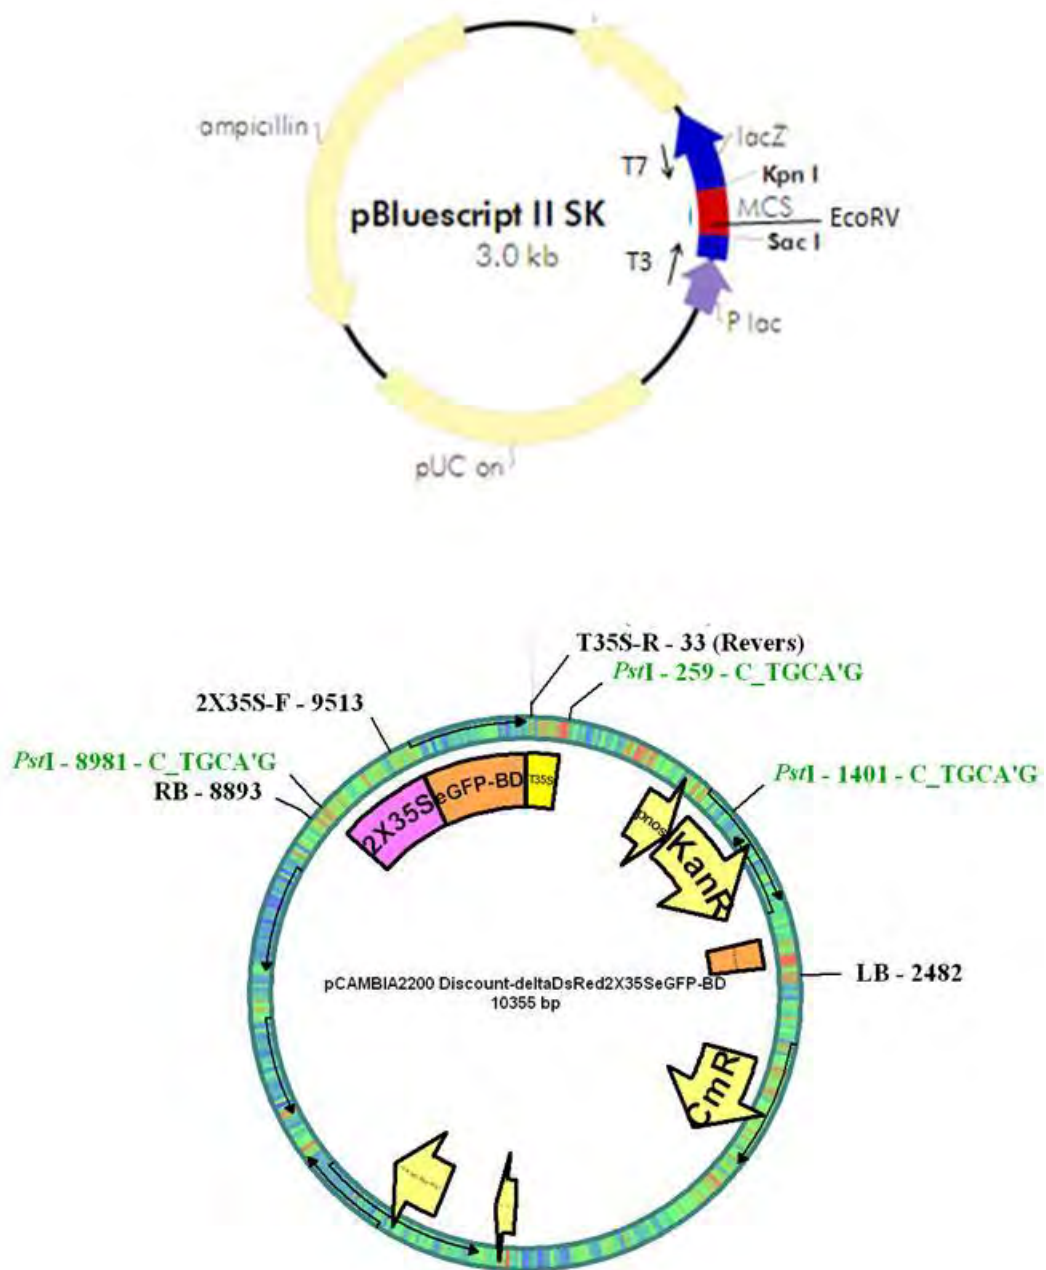 ampicillin
lacZ
T7
Kpn I
pBluescript II SK
MCS
EcoRV
3.0 kb
Sac I
T3
P lac
pUC ori
T35S-R - 33 (Revers)
PstI - 259 - C_TGCA'G
2X35S-F - 9513
PstI - 8981 - C_TGCA'G
PstI - 1401 - C_TGCA'G
RB - 8893
2X35S
eGFP-BD
T35S
pnos
KanR
LB - 2482
pCAMBIA2200 Discount-deltaDsRed2X35SeGFP-BD
10355 bp
CmR